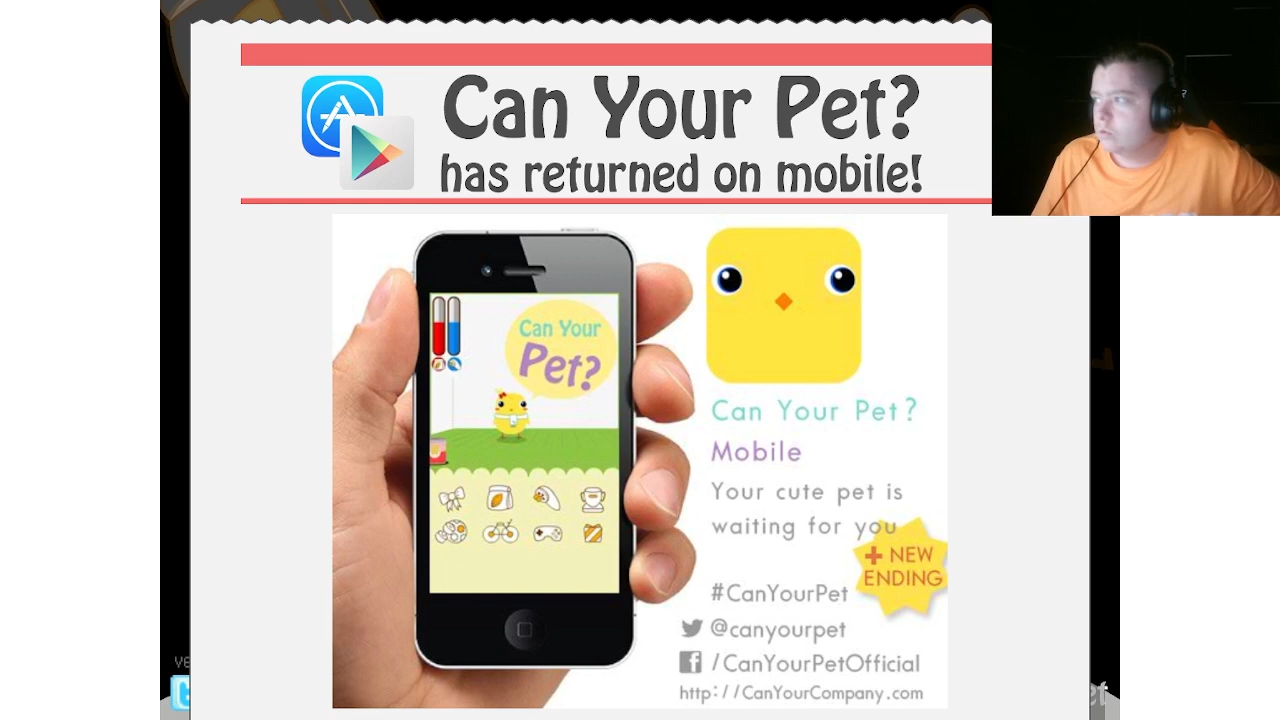 Can Your Pet?
has returned on mobile!
Can Your
Pet?
Can Your Pet?
Mobile
Your cute pet is
waiting for you
+ NEW
ENDING
#CanYourPet
@canyourpet
/CanYourPetOfficial
http://CanYourCompany.com